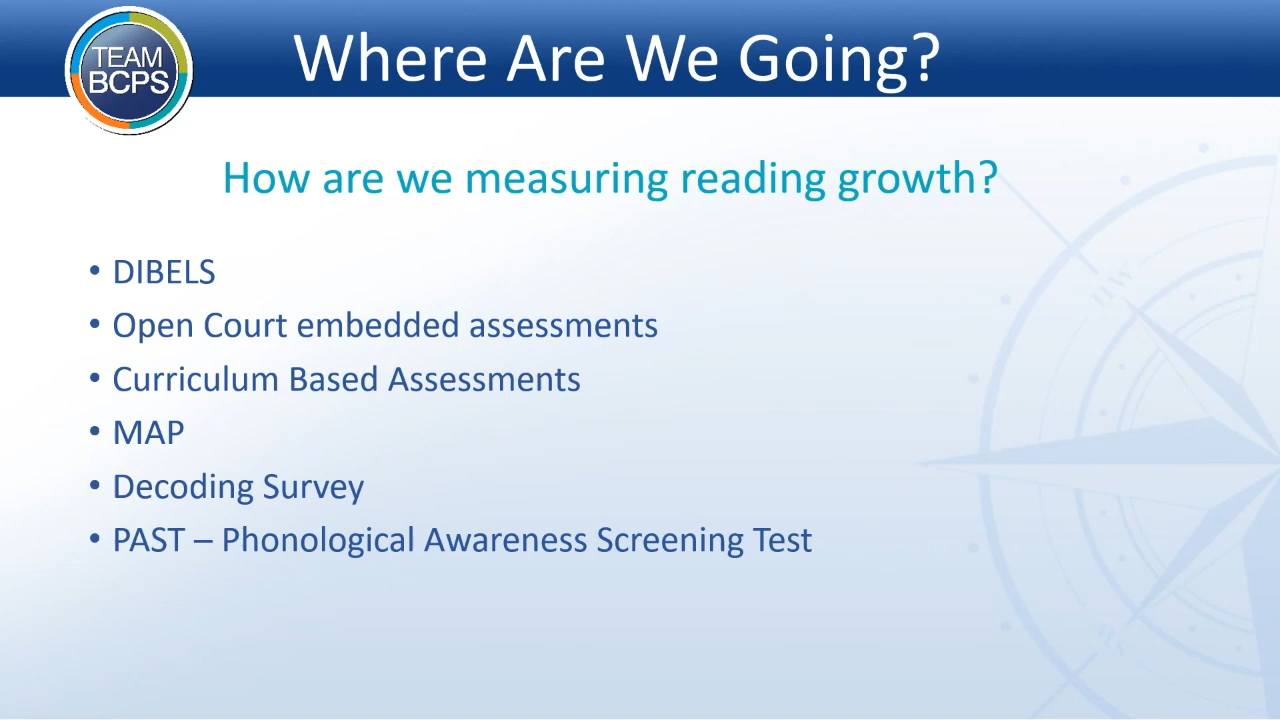 TEAM
BCPS
Where Are We Going?
How are we measuring reading growth?
• DIBELS
• Open Court embedded assessments
• Curriculum Based Assessments
• MAP
• Decoding Survey
• PAST – Phonological Awareness Screening Test